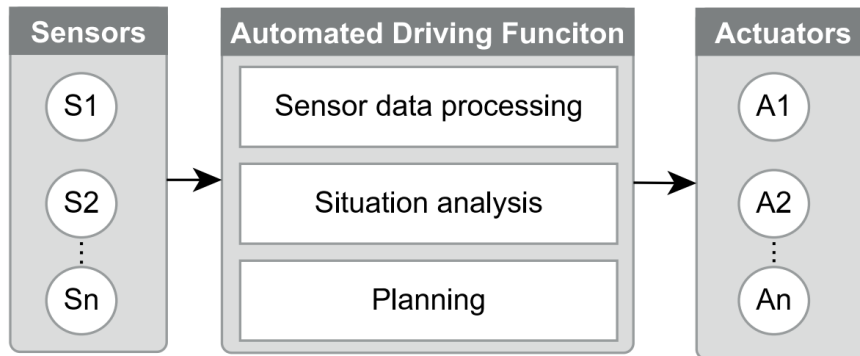 Sensors
S1
S2
Sn
Automated Driving Funciton
Sensor data processing
Situation analysis
Planning
Actuators
A1
A2
An